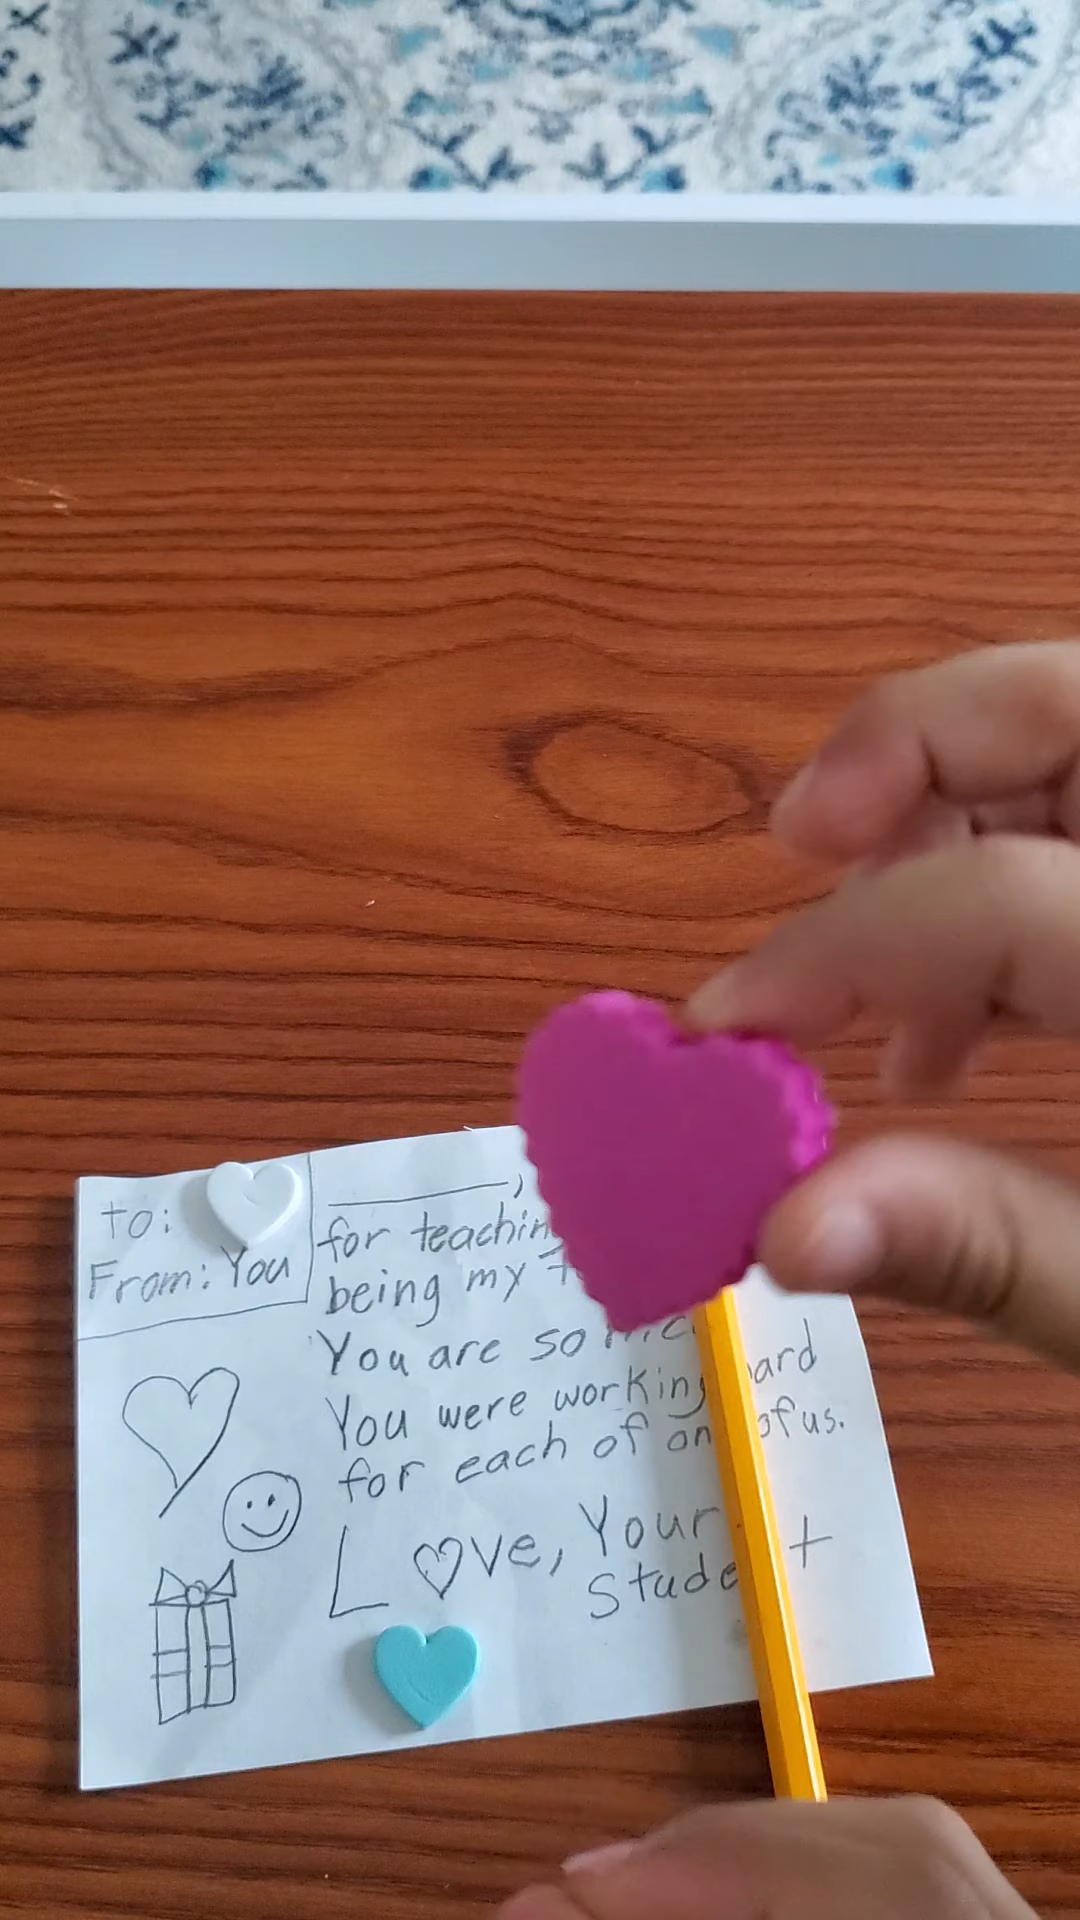 to:
From: You
for teachin
being my
You are so
You were working ard
for each of on of us.
Love, Your
Stude t